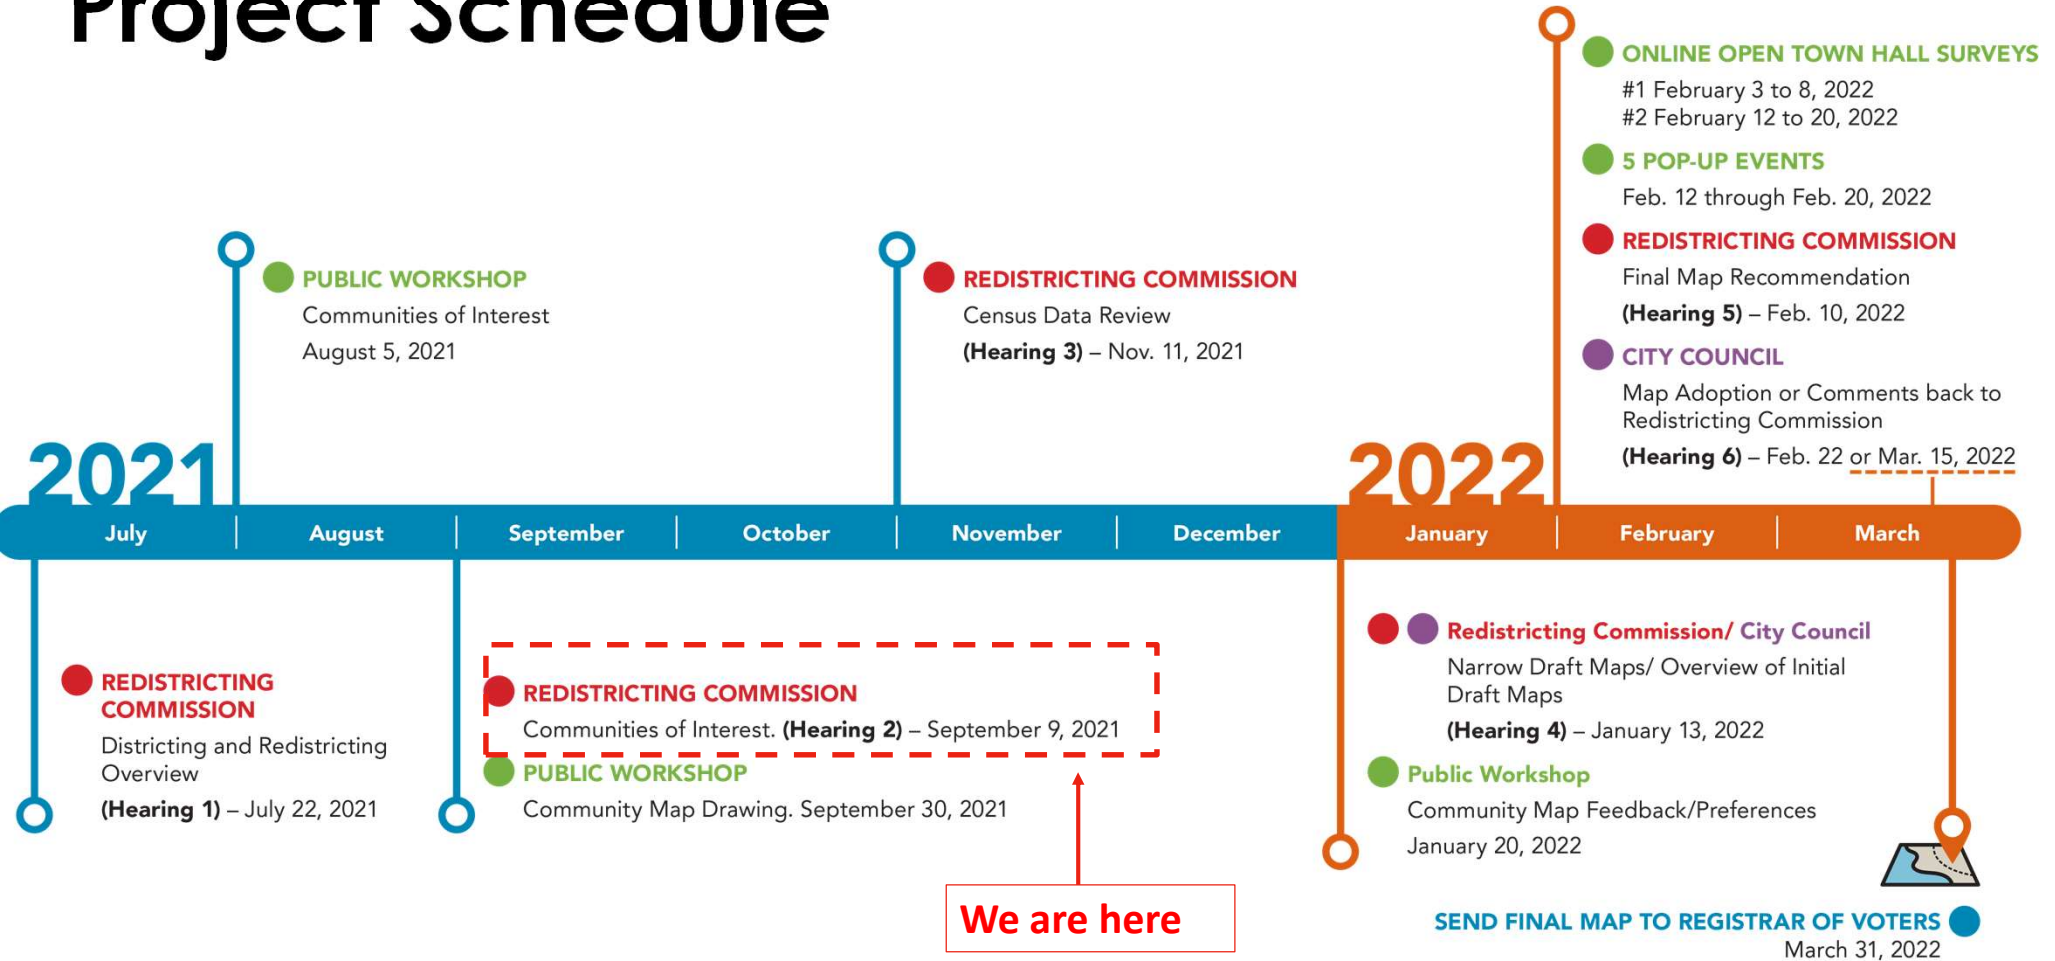 Project Schedule
ONLINE OPEN TOWN HALL SURVEYS
#1 February 3 to 8, 2022
#2 February 12 to 20, 2022
5 POP-UP EVENTS
Feb. 12 through Feb. 20, 2022
REDISTRICTING COMMISSION
Final Map Recommendation
(Hearing 5) – Feb. 10, 2022
CITY COUNCIL
Map Adoption or Comments back to
Redistricting Commission
(Hearing 6) – Feb. 22 or Mar. 15, 2022
PUBLIC WORKSHOP
Communities of Interest
August 5, 2021
REDISTRICTING COMMISSION
Census Data Review
(Hearing 3) – Nov. 11, 2021
2021
2022
July August September October November December January February March
REDISTRICTING
COMMISSION
Districting and Redistricting
Overview
(Hearing 1) – July 22, 2021
REDISTRICTING COMMISSION
Communities of Interest. (Hearing 2) – September 9, 2021
PUBLIC WORKSHOP
Community Map Drawing. September 30, 2021
We are here
Redistricting Commission/ City Council
Narrow Draft Maps/ Overview of Initial
Draft Maps
(Hearing 4) – January 13, 2022
Public Workshop
Community Map Feedback/Preferences
January 20, 2022
SEND FINAL MAP TO REGISTRAR OF VOTERS
March 31, 2022